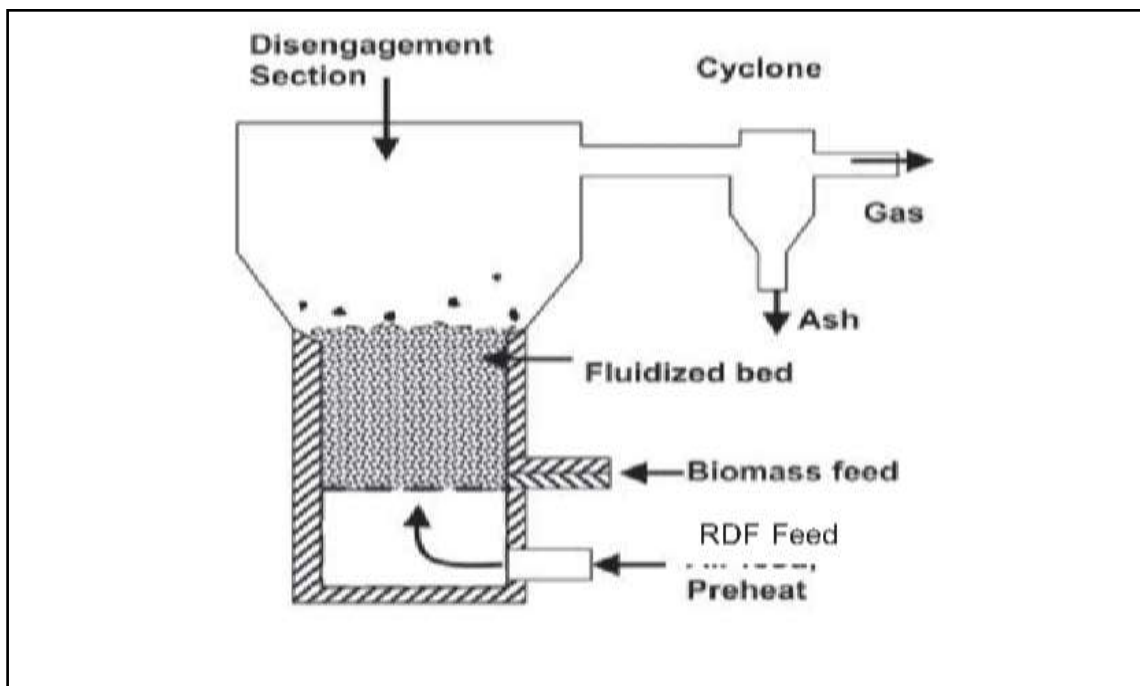 Disengagement
Section
Cyclone
Gas
Ash
Fluidized bed
Biomass feed
RDF Feed
Preheat